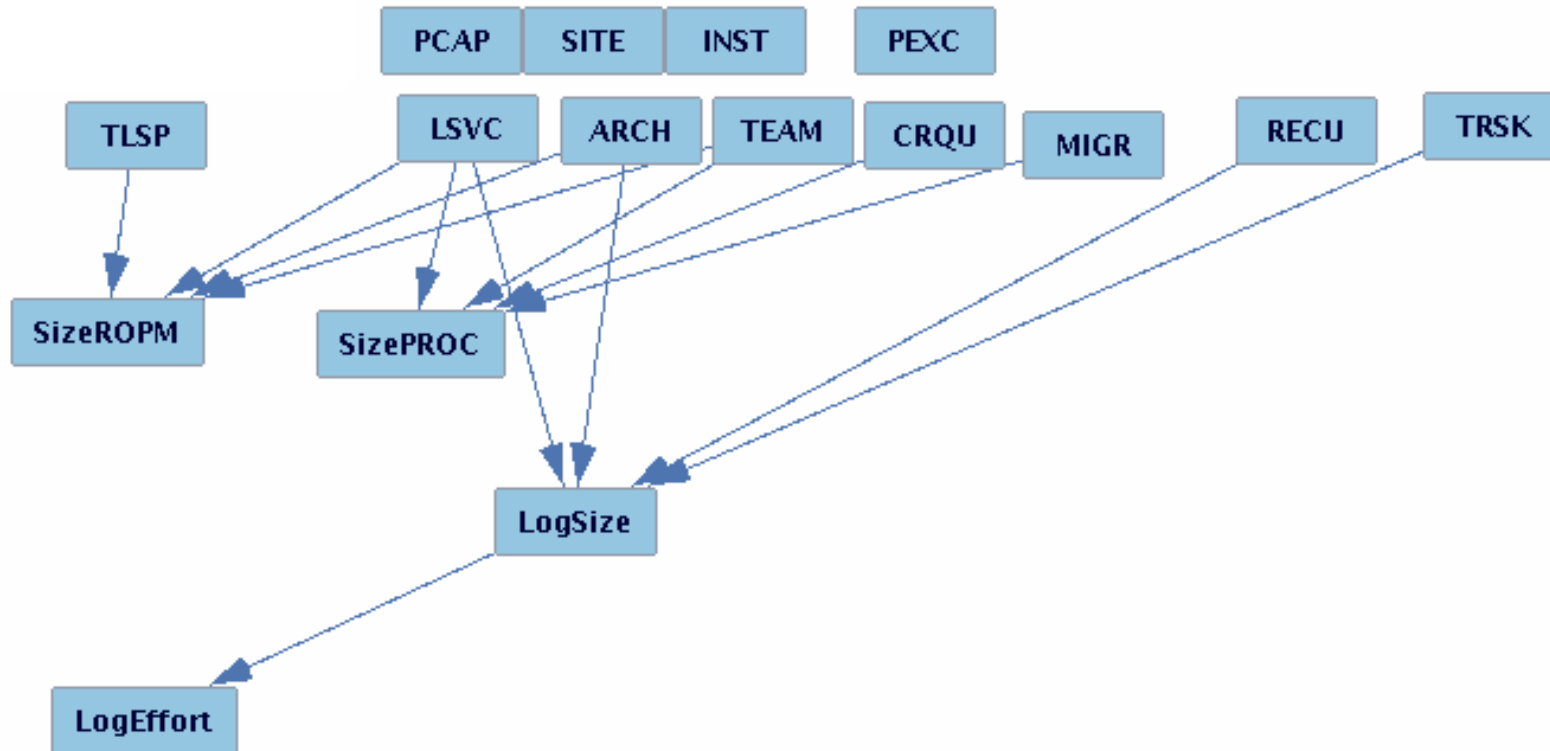 PCAP SITE INST PEXC
TLSP LSVC ARCH TEAM CRQU MIGR RECU TRSK
SizeROPM SizePROC
LogSize
LogEffort